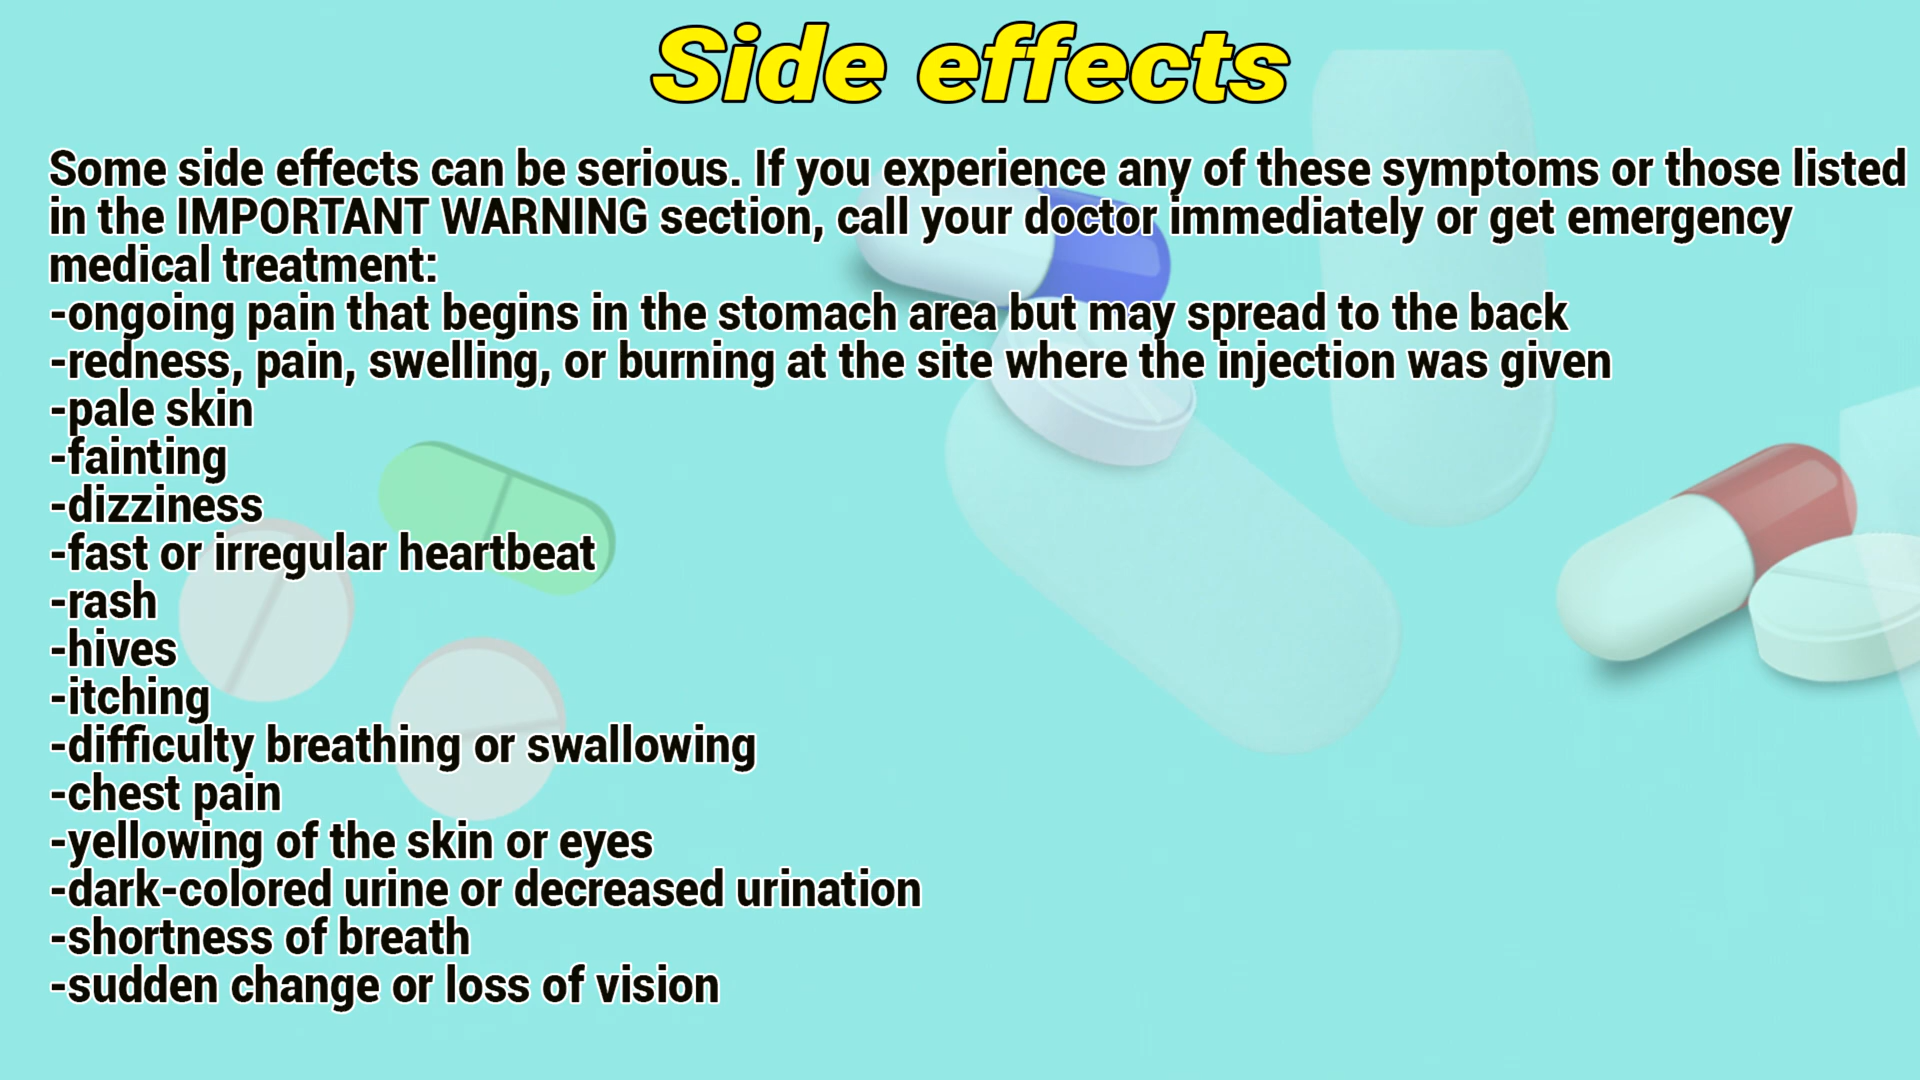 Side effects
Some side effects can be serious. If you experience any of these symptoms or those listed
in the IMPORTANT WARNING section, call your doctor immediately or get emergency
medical treatment:
-ongoing pain that begins in the stomach area but may spread to the back
-redness, pain, swelling, or burning at the site where the injection was given
-pale skin
-fainting
-dizziness
-fast or irregular heartbeat
-rash
-hives
-itching
-difficulty breathing or swallowing
-chest pain
-yellowing of the skin or eyes
-dark-colored urine or decreased urination
-shortness of breath
-sudden change or loss of vision